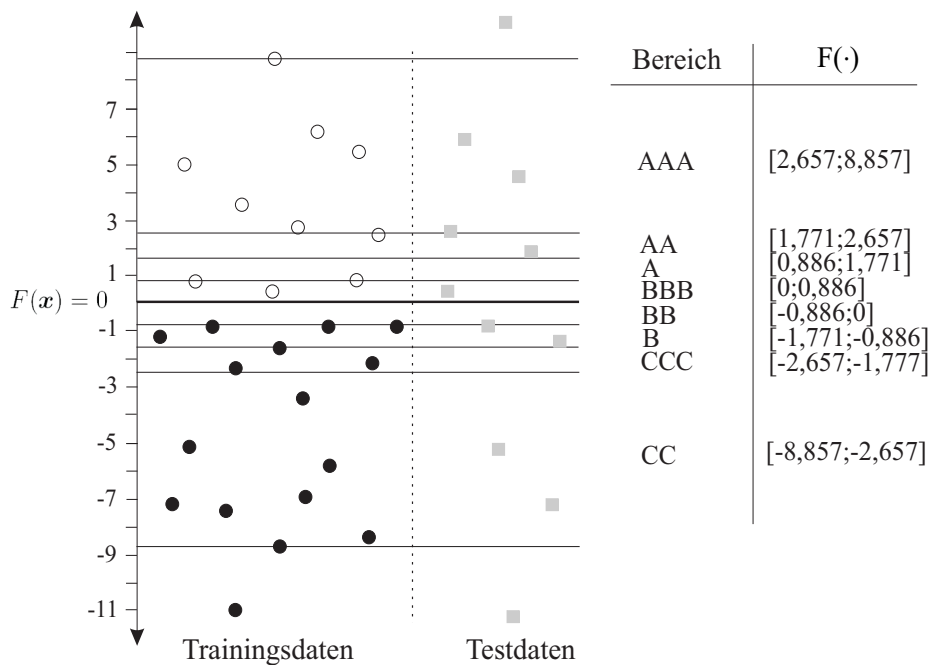 7
5
3
1
F(x) = 0
-1
-3
-5
-7
-9
-11
Trainingsdaten Testdaten
Bereich F(·)
AAA [2,657;8,857]
AA [1,771;2,657]
A [0,886;1,771]
BBB [0;0,886]
BB [-0,886;0]
B [-1,771;-0,886]
CCC [-2,657;-1,777]
CC [-8,857;-2,657]